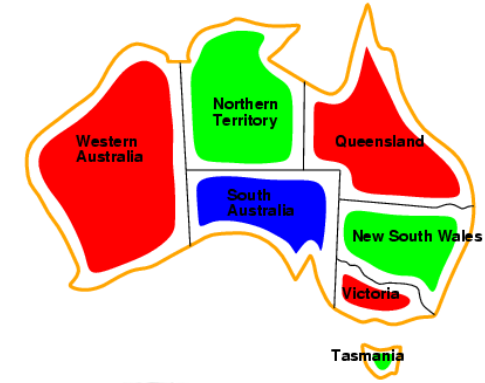 Northern
Territory
Western
Australia
Queensland
South
Australia
New South Wales
Victoria
Tasmania